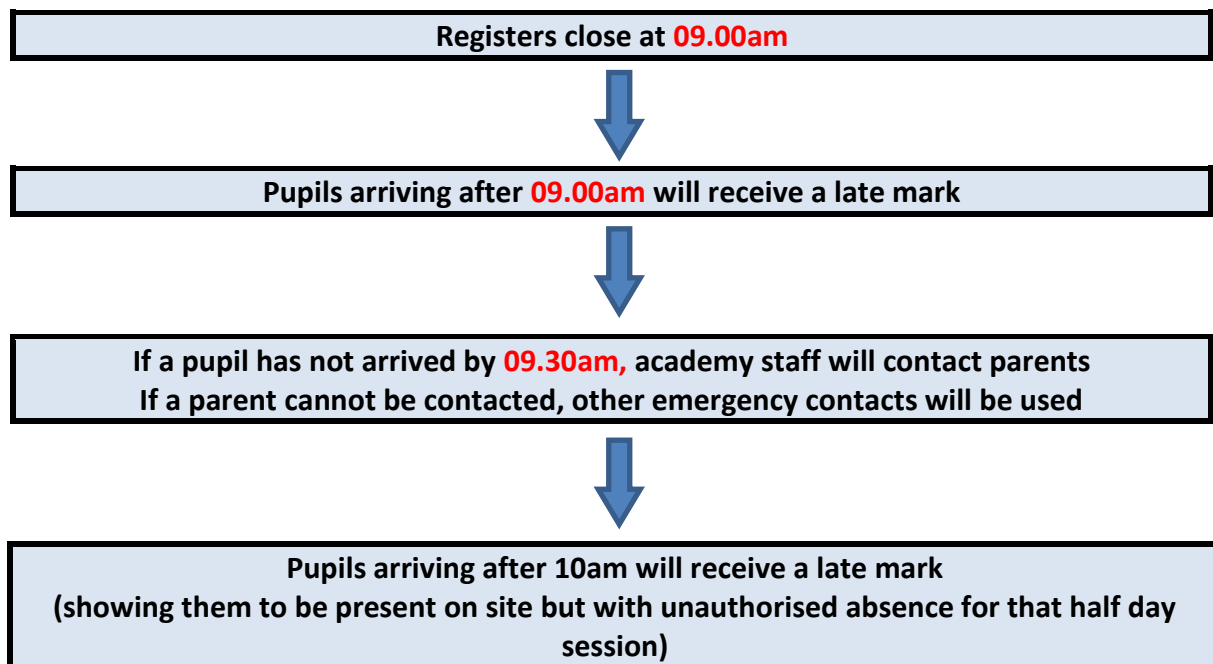 Registers close at 09.00am
Pupils arriving after 09.00am will receive a late mark
If a pupil has not arrived by 09.30am, academy staff will contact parents
If a parent cannot be contacted, other emergency contacts will be used
Pupils arriving after 10am will receive a late mark
(showing them to be present on site but with unauthorised absence for that half day
session)